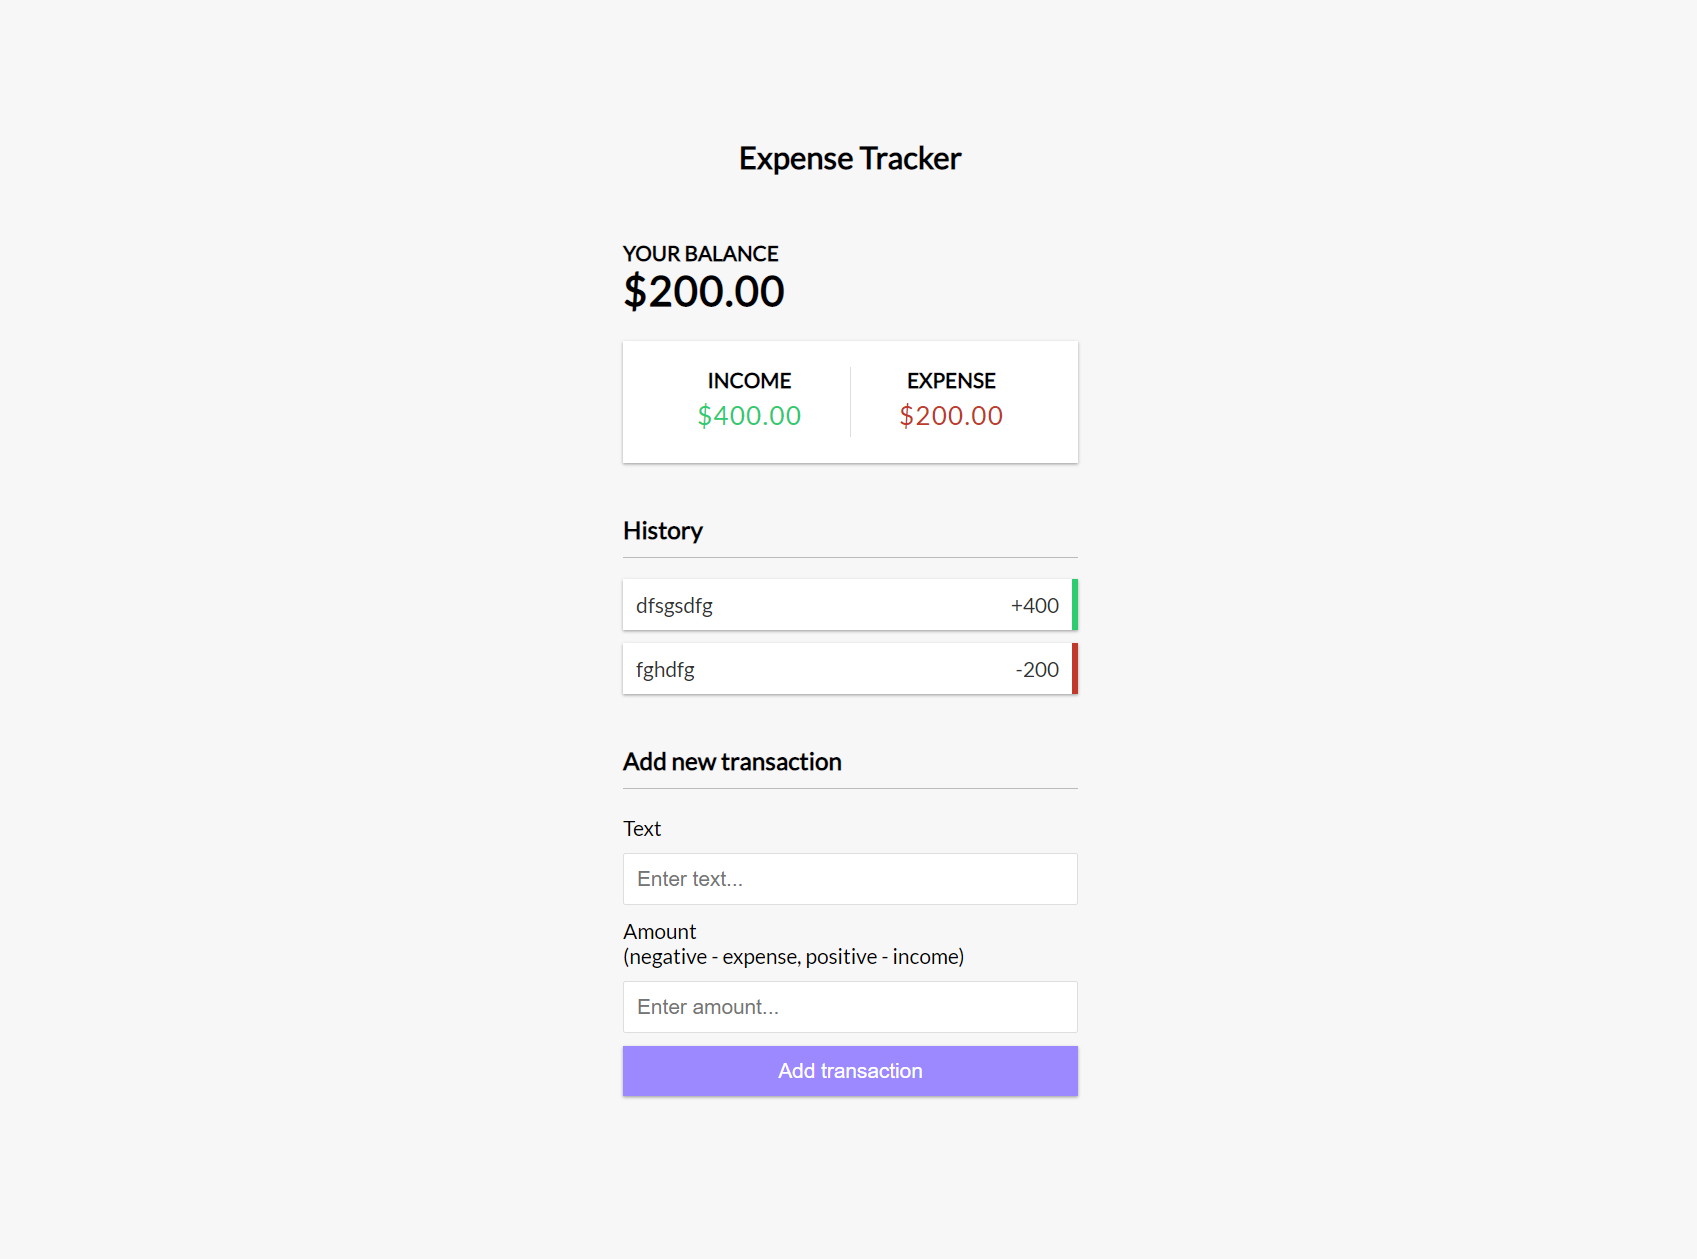 Expense Tracker
YOUR BALANCE
$200.00
INCOME EXPENSE
$400.00 $200.00
History
dfsgsdfg +400
fghdfg -200
Add new transaction
Text
Enter text...
Amount
(negative - expense, positive - income)
Enter amount...
Add transaction